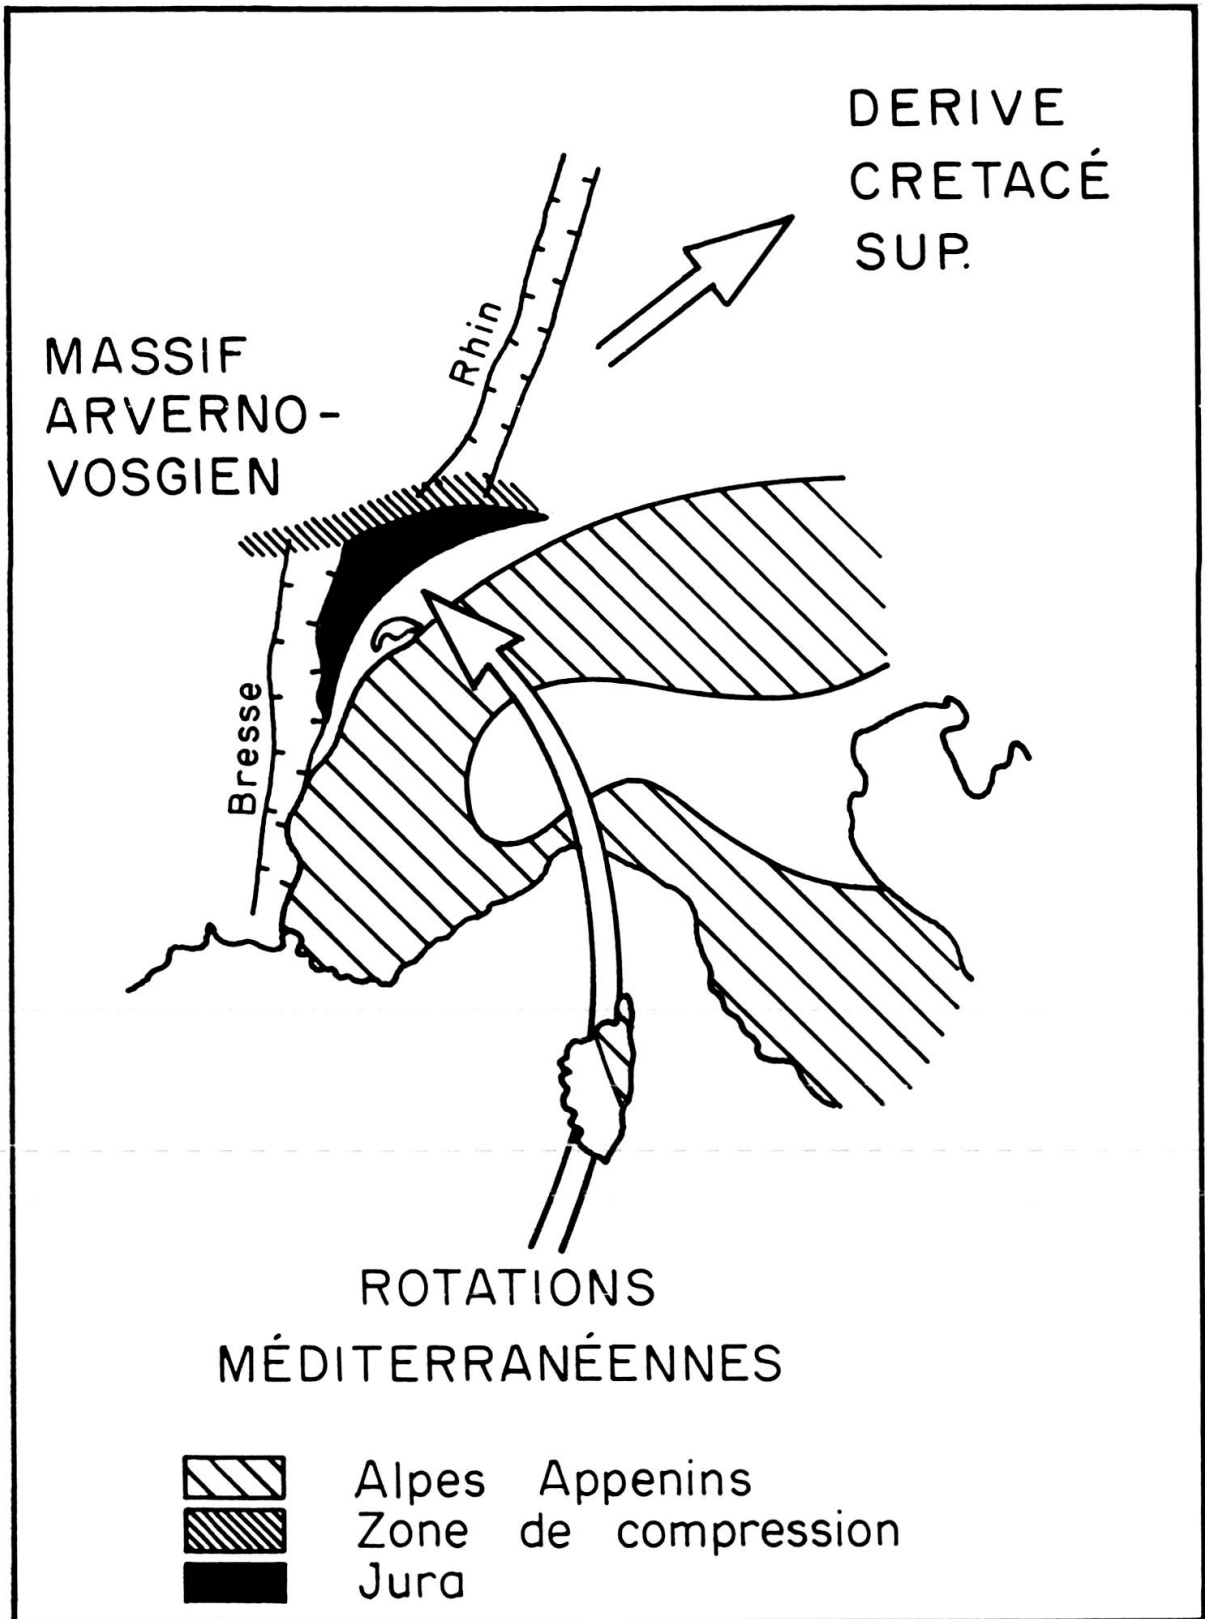 DERIVE
CRETACÉ
SUP.
Rhin
MASSIF
ARVERNO-
VOSGIEN
Bresse
ROTATIONS
MÉDITERRANÉENNES
Alpes Appenins
Zone de compression
Jura